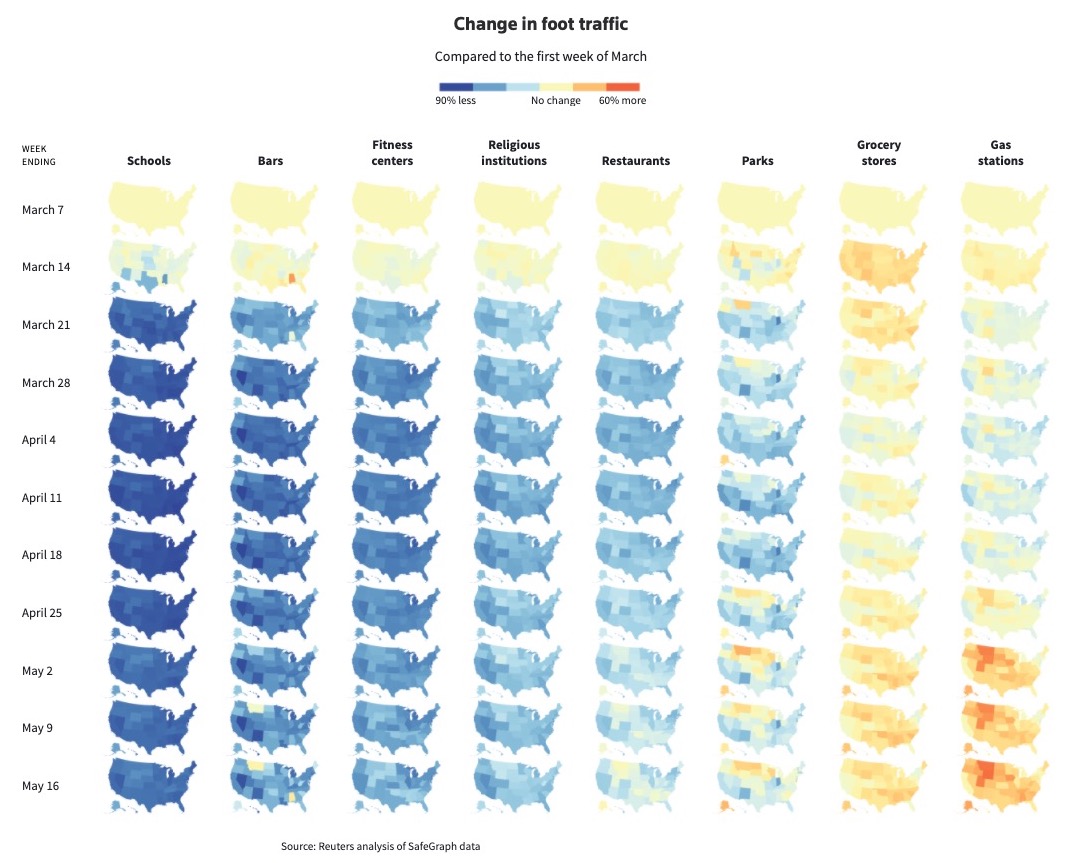 Change in foot traffic
Compared to the first week of March
90% less No change 60% more
WEEK
ENDING
Schools
Bars
Fitness
centers
Religious
institutions
Restaurants
Parks
Grocery
stores
Gas
stations
March 7
March 14
March 21
March 28
April 4
April 11
April 18
April 25
May 2
May 9
May 16
Source: Reuters analysis of SafeGraph data